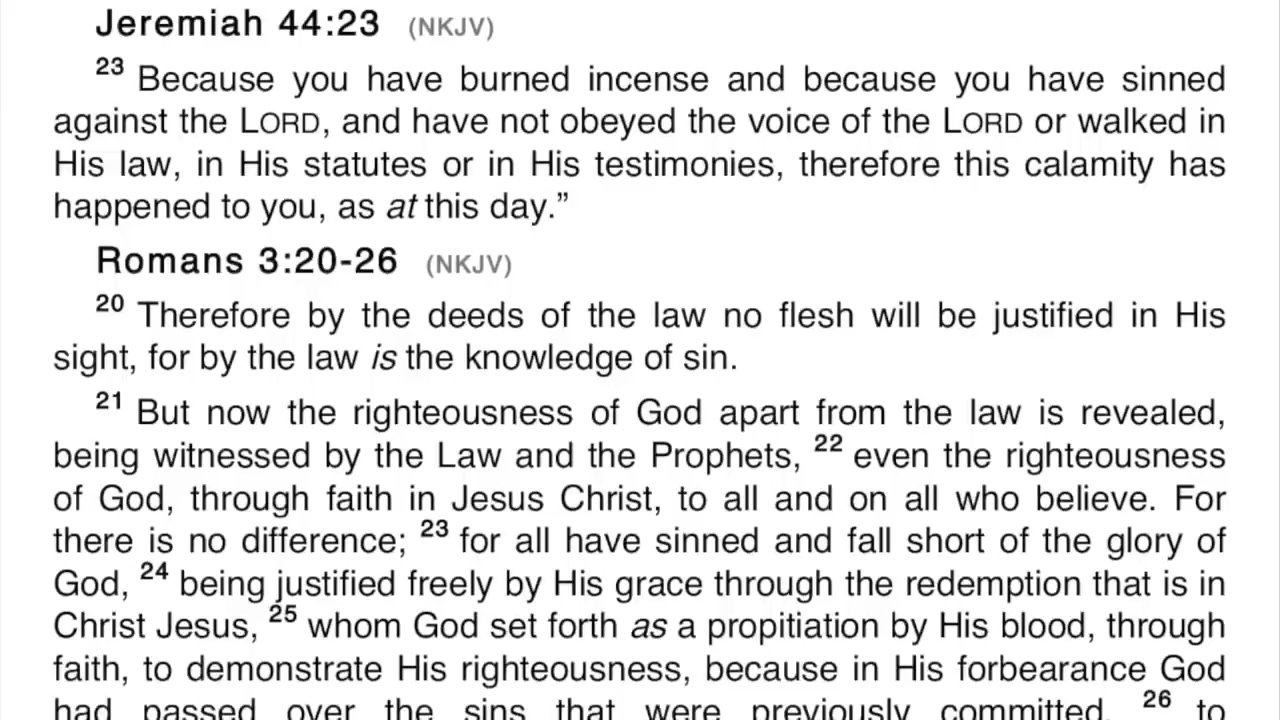 Jeremiah 44:23 (NKJV)
23 Because you have burned incense and because you have sinned
against the LORD, and have not obeyed the voice of the LORD or walked in
His law, in His statutes or in His testimonies, therefore this calamity has
happened to you, as at this day.”
Romans 3:20-26 (NKJV)
20 Therefore by the deeds of the law no flesh will be justified in His
sight, for by the law is the knowledge of sin.
21 But now the righteousness of God apart from the law is revealed,
being witnessed by the Law and the Prophets, 22 even the righteousness
of God, through faith in Jesus Christ, to all and on all who believe. For
there is no difference; 23 for all have sinned and fall short of the glory of
God, 24 being justified freely by His grace through the redemption that is in
Christ Jesus, 25 whom God set forth as a propitiation by His blood, through
faith, to demonstrate His righteousness, because in His forbearance God
had passed over the sins that were previously committed, 26 to